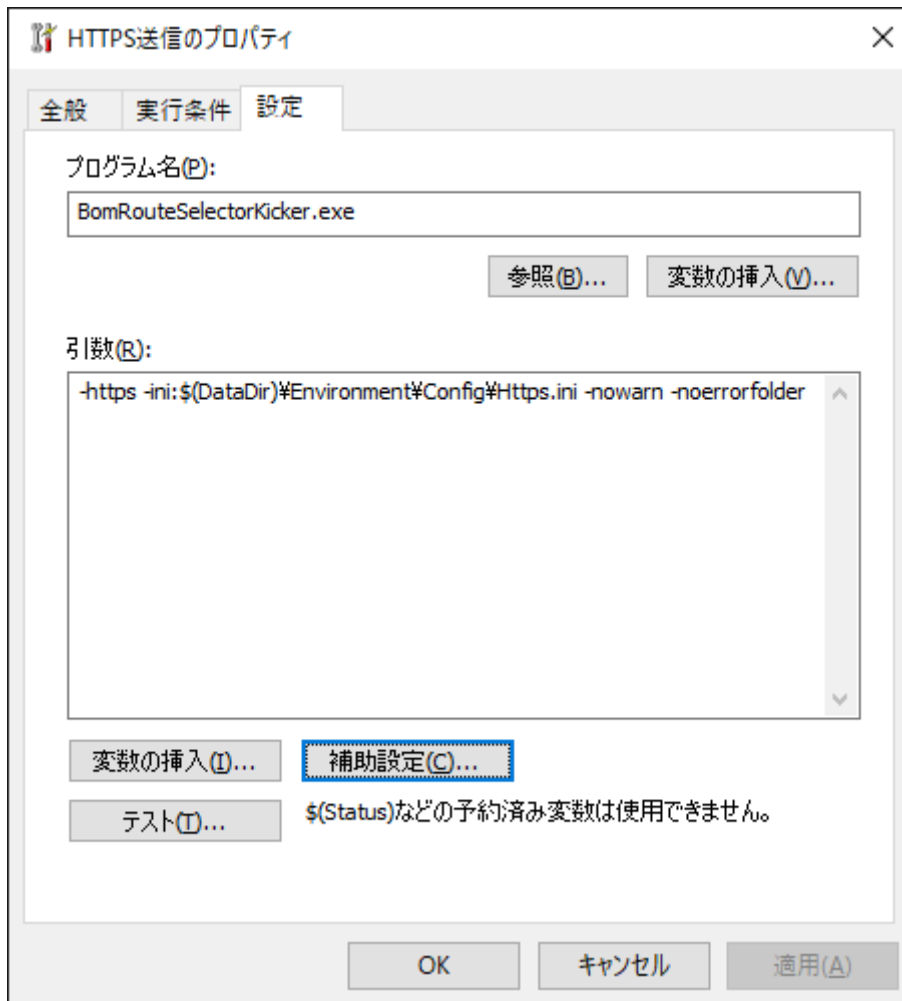 HTTPS送信のプロパティ
全般 実行条件 設定
プログラム名(P):
BomRouteSelectorKicker.exe
参照(B)... 変数の挿入(V)...
引数(R):
-https -ini:$(DataDir)¥Environment¥Config¥Https.ini -nowarn -noerrorfolder
変数の挿入(I)... 補助設定(C)...
テスト(T)... $(Status)などの予約済み変数は使用できません。
OK キャンセル 適用(A)